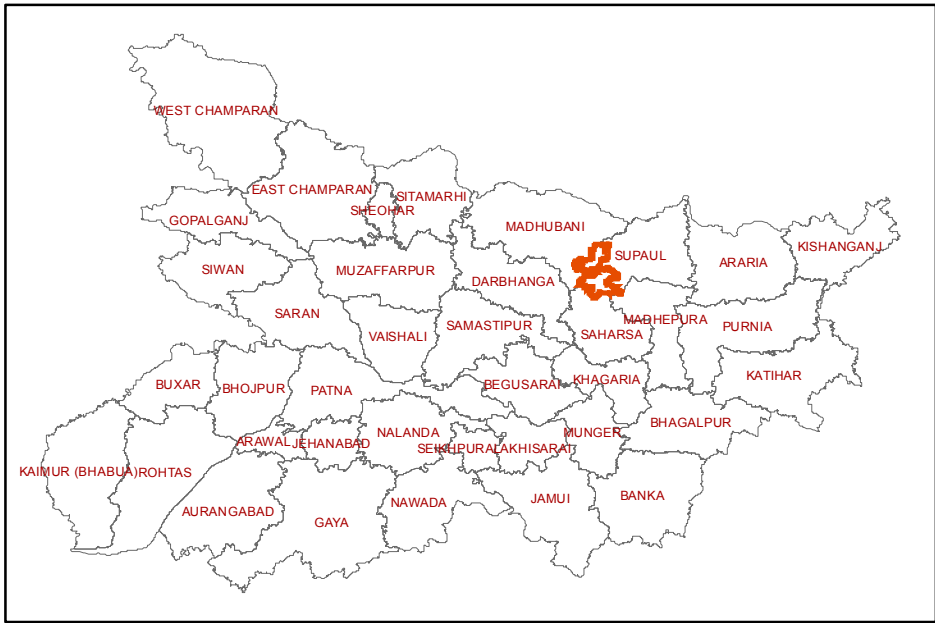 WEST CHAMPARAN
EAST CHAMPARAN
SITAMARHI
SHEOHAR
GOPALGANJ
MADHUBANI
KISHANGANJ
SUPAUL
ARARIA
SIWAN
MUZAFFARPUR
DARBHANGA
SARAN
VAISHALI
SAMASTIPUR
SAHARSA
MADHEPURA
PURNIA
BUXAR
BHOJPUR
PATNA
BEGUSARAI
KHAGARIA
KATIHAR
ARAWAL
JEHANABAD
NALANDA
SEIKHPURA
LAKHISARAI
MUNGER
BHAGALPUR
KAIMUR (BHABUA)
ROHTAS
AURANGABAD
GAYA
NAWADA
JAMUI
BANKA